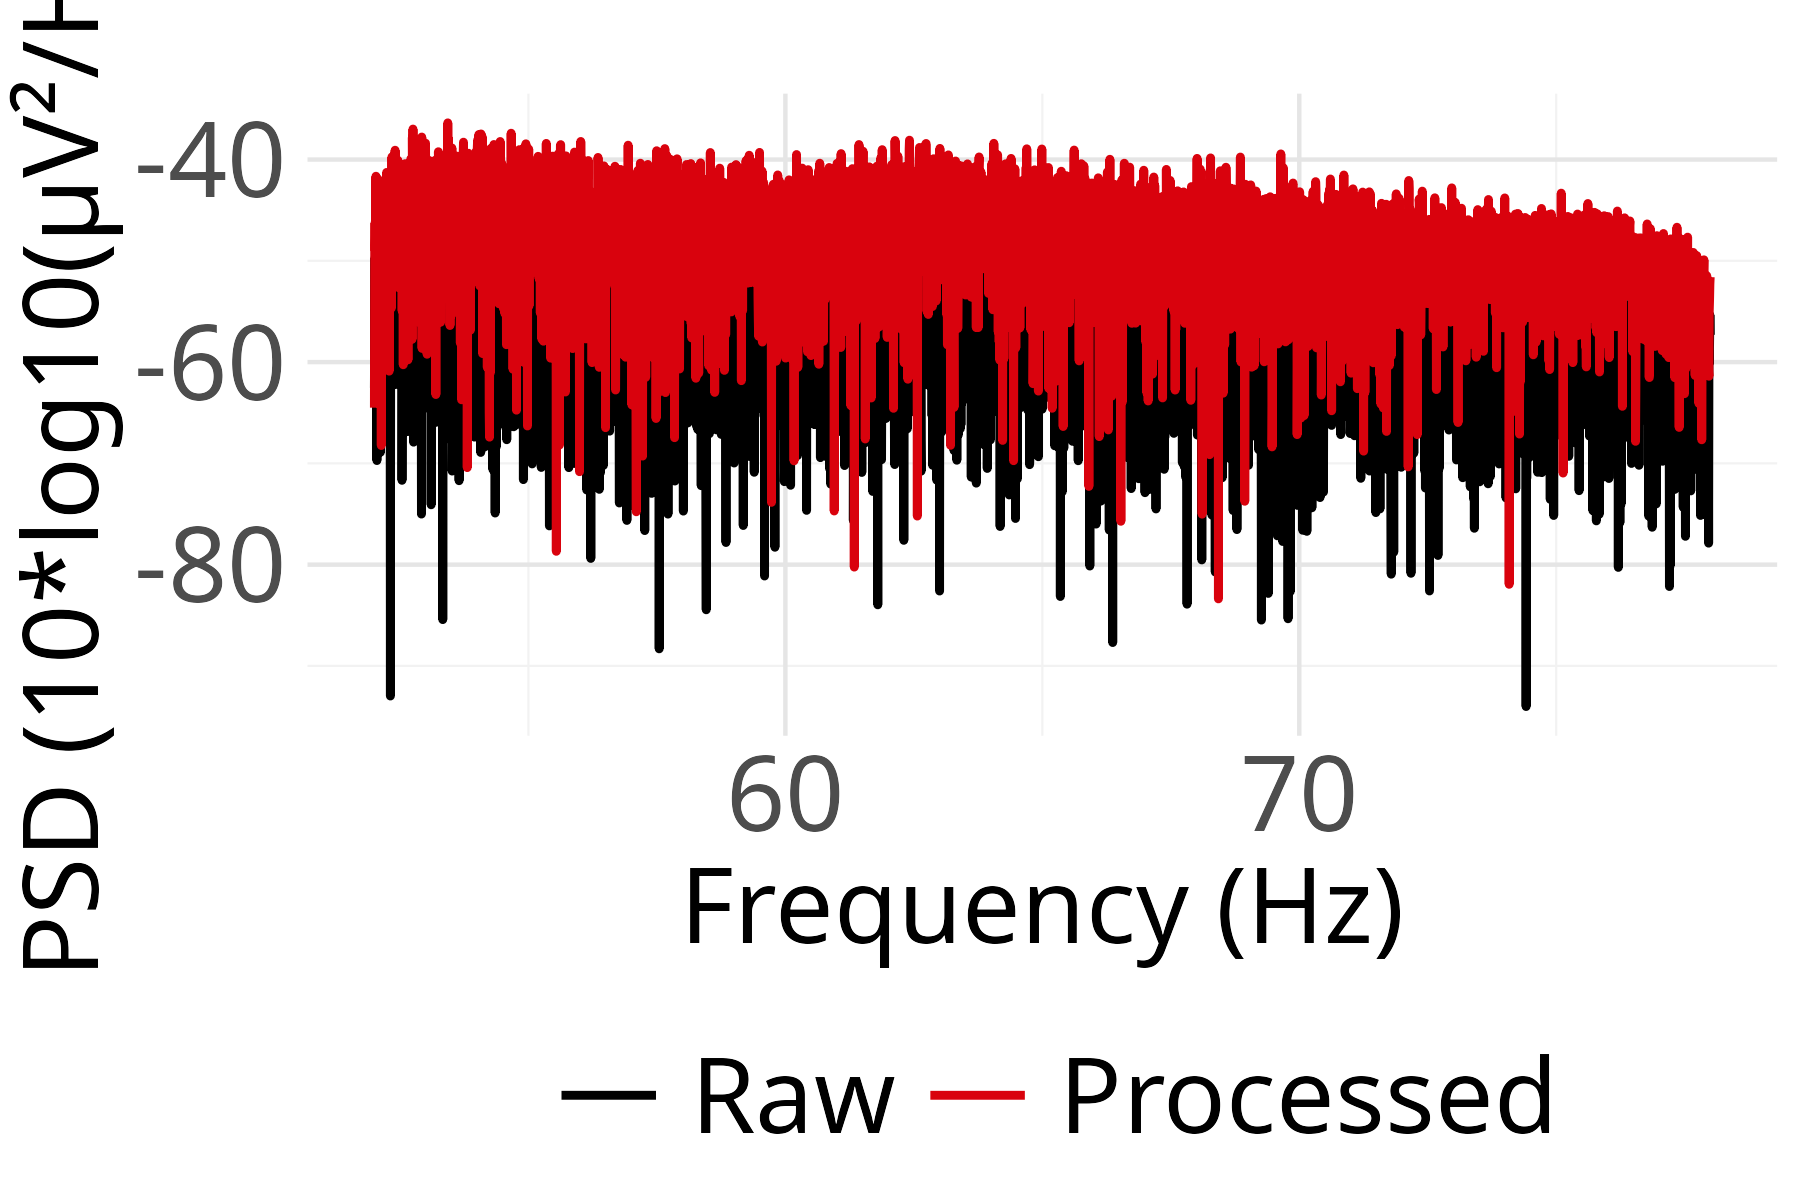 PSD (10*log10(µV²/H
-40
-60
-80
60
70
Frequency (Hz)
Raw
Processed